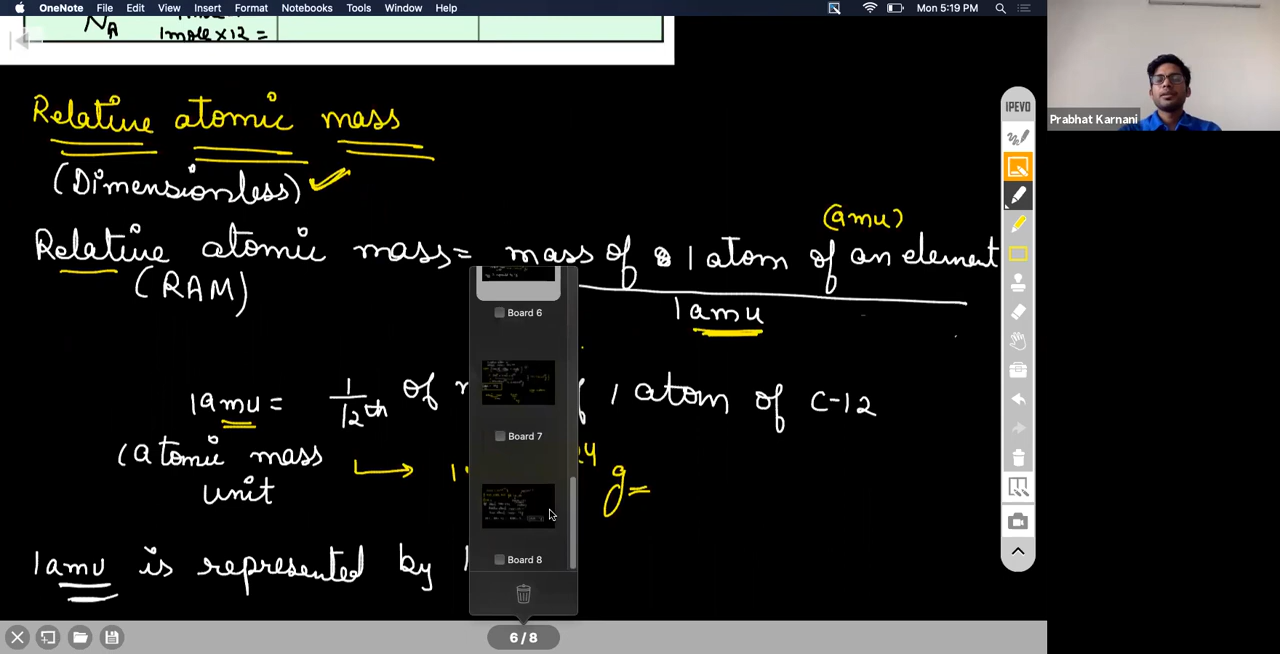 OneNote File Edit View Insert Format Notebooks Tools Window Help Mon 5:19 PM
NA 1mole x 12 =
Relative atomic mass
(Dimensionless)
(amu)
Relative atomic mass = mass of 1 atom of an element
(RAM) 1 amu
1amu = 1/12th of 1 atom of C-12
(atomic mass unit g=
1amu is represented by
Board 6
Board 7
Board 8
6 / 8
IPEVO
Prabhat Karnani